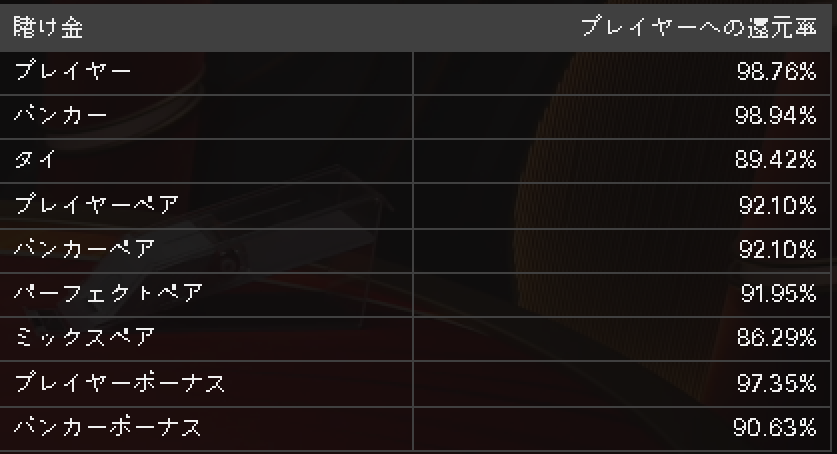 賭け金 プレイヤーへの還元率
プレイヤー 98.76%
バンカー 98.94%
タイ 89.42%
プレイヤーペア 92.10%
バンカーペア 92.10%
パーフェクトペア 91.95%
ミックスペア 86.29%
プレイヤーボーナス 97.35%
バンカーボーナス 90.63%